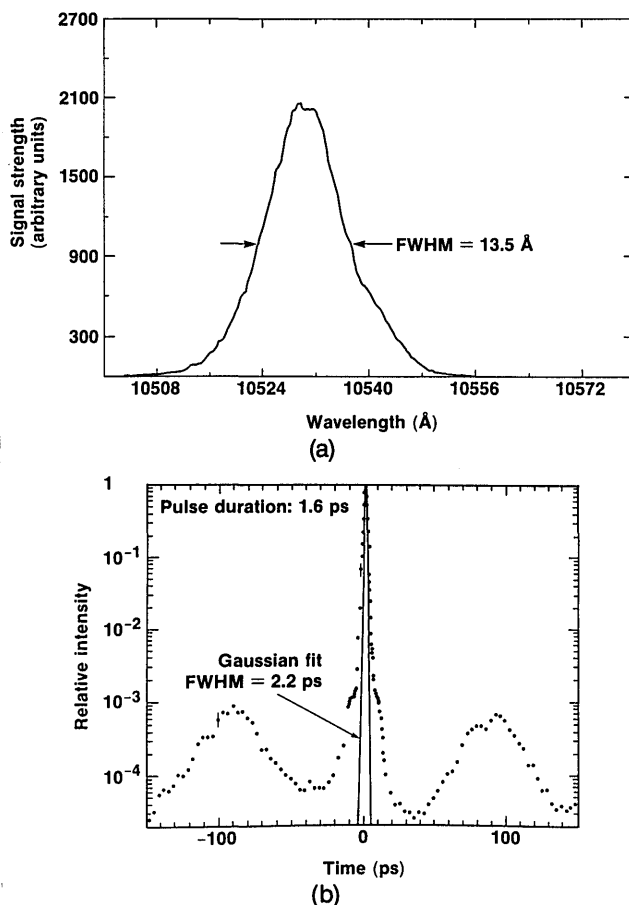 2700
2100
1500
900
300
Signal strength
(arbitrary units)
FWHM = 13.5 Å
10508
10524
10540
10556
10572
Wavelength (Å)
(a)
1
10⁻¹
10⁻²
10⁻³
10⁻⁴
Relative intensity
Pulse duration: 1.6 ps
Gaussian fit
FWHM = 2.2 ps
−100
0
100
Time (ps)
(b)